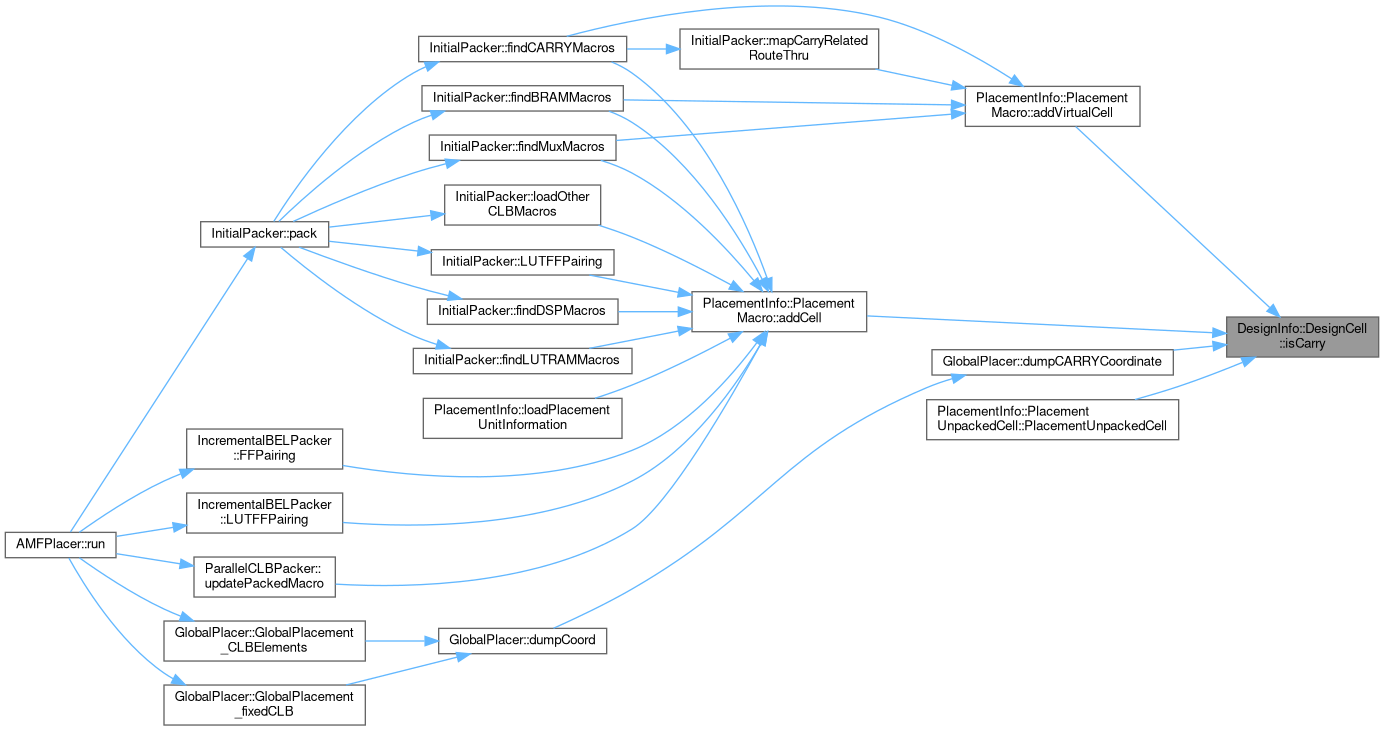 InitialPacker::findCARRYMacros
InitialPacker::mapCarryRelated
RouteThru
PlacementInfo::Placement
Macro::addVirtualCell
InitialPacker::findBRAMMacros
InitialPacker::findMuxMacros
InitialPacker::loadOther
CLBMacros
InitialPacker::pack
InitialPacker::LUTFFPairing
InitialPacker::findDSPMacros
PlacementInfo::Placement
Macro::addCell
DesignInfo::DesignCell
::isCarry
InitialPacker::findLUTRAMMacros
GlobalPlacer::dumpCARRYCoordinate
PlacementInfo::loadPlacement
UnitInformation
PlacementInfo::Placement
UnpackedCell::PlacementUnpackedCell
IncrementalBELPacker
::FFPairing
IncrementalBELPacker
::LUTFFPairing
AMFPlacer::run
ParallelCLBPacker::
updatePackedMacro
GlobalPlacer::GlobalPlacement
_CLBElements
GlobalPlacer::dumpCoord
GlobalPlacer::GlobalPlacement
_fixedCLB